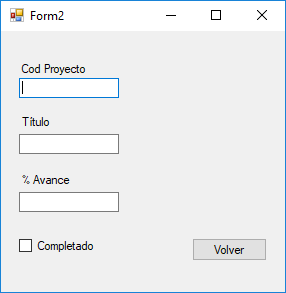 Form2
Cod Proyecto
Título
% Avance
Completado
Volver